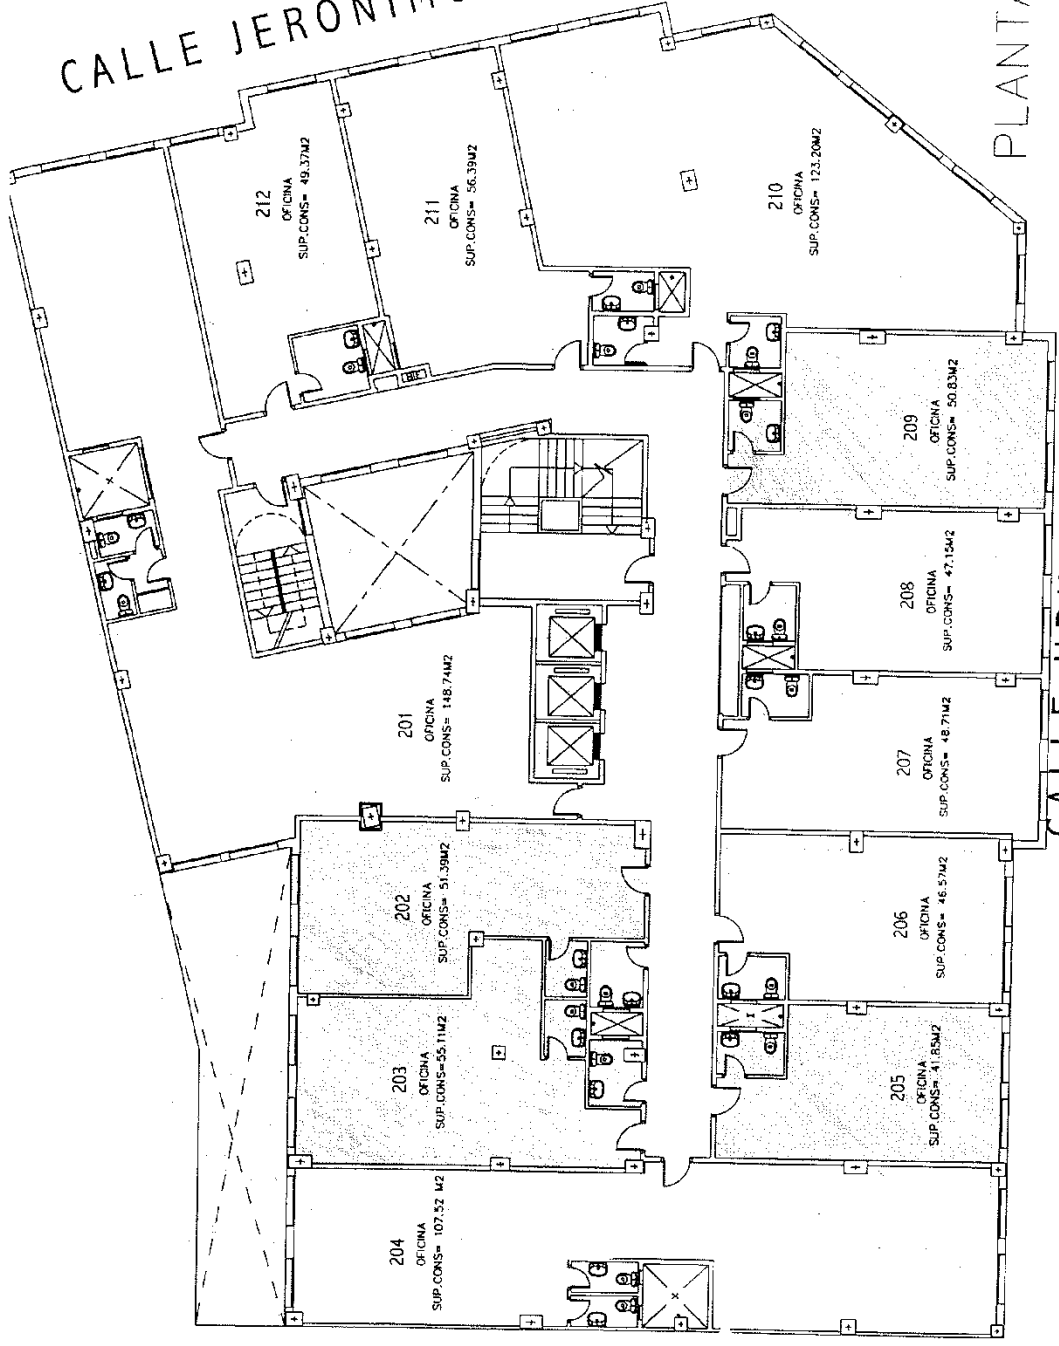 CALLE JERONIM
PLANTA
212
OFICINA
SUP.CONS= 49.37M2
211
OFICINA
SUP.CONS= 56.39M2
210
OFICINA
SUP.CONS= 123.20M2
209
OFICINA
SUP.CONS= 50.83M2
208
OFICINA
SUP.CONS= 47.15M2
201
OFICINA
SUP.CONS= 148.74M2
207
OFICINA
SUP.CONS= 48.71M2
202
OFICINA
SUP.CONS= 51.39M2
206
OFICINA
SUP.CONS= 46.57M2
203
OFICINA
SUP.CONS=55.11M2
205
OFICINA
SUP.CONS= 41.85M2
204
OFICINA
SUP.CONS= 107.52 M2